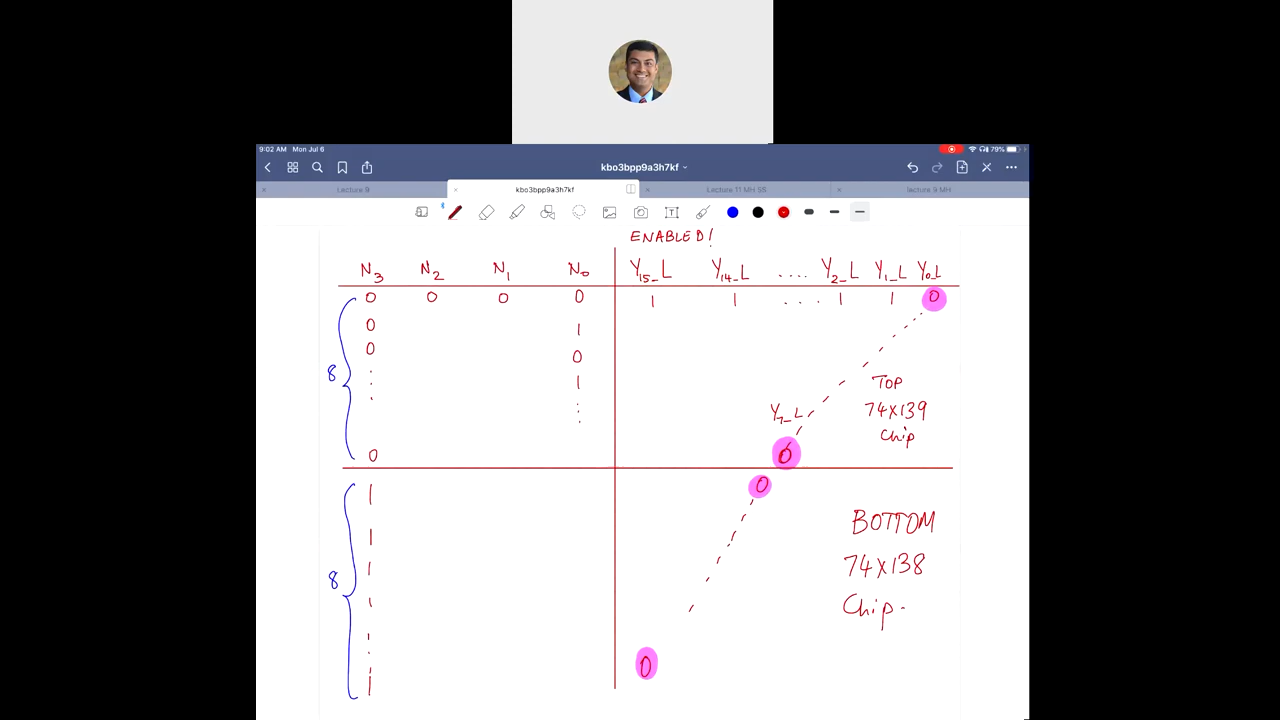 9:02 AM Mon Jul 6
79%
kbo3bpp9a3h7kf
Lecture 9
kbo3bpp9a3h7kf
Lecture 11 MH SS
lecture 9 MH
ENABLED!
N3 N2 N1 N0 Y15_L Y14_L .... Y2_L Y1_L Y0_L
0 0 0 0 1 1 .... 1 1 0
0 1
0 0
8
: 1
: :
Y7_L
TOP
74X139
Chip
0 0
1 0
1
1
8
1
:
1
0
BOTTOM
74X138
Chip.